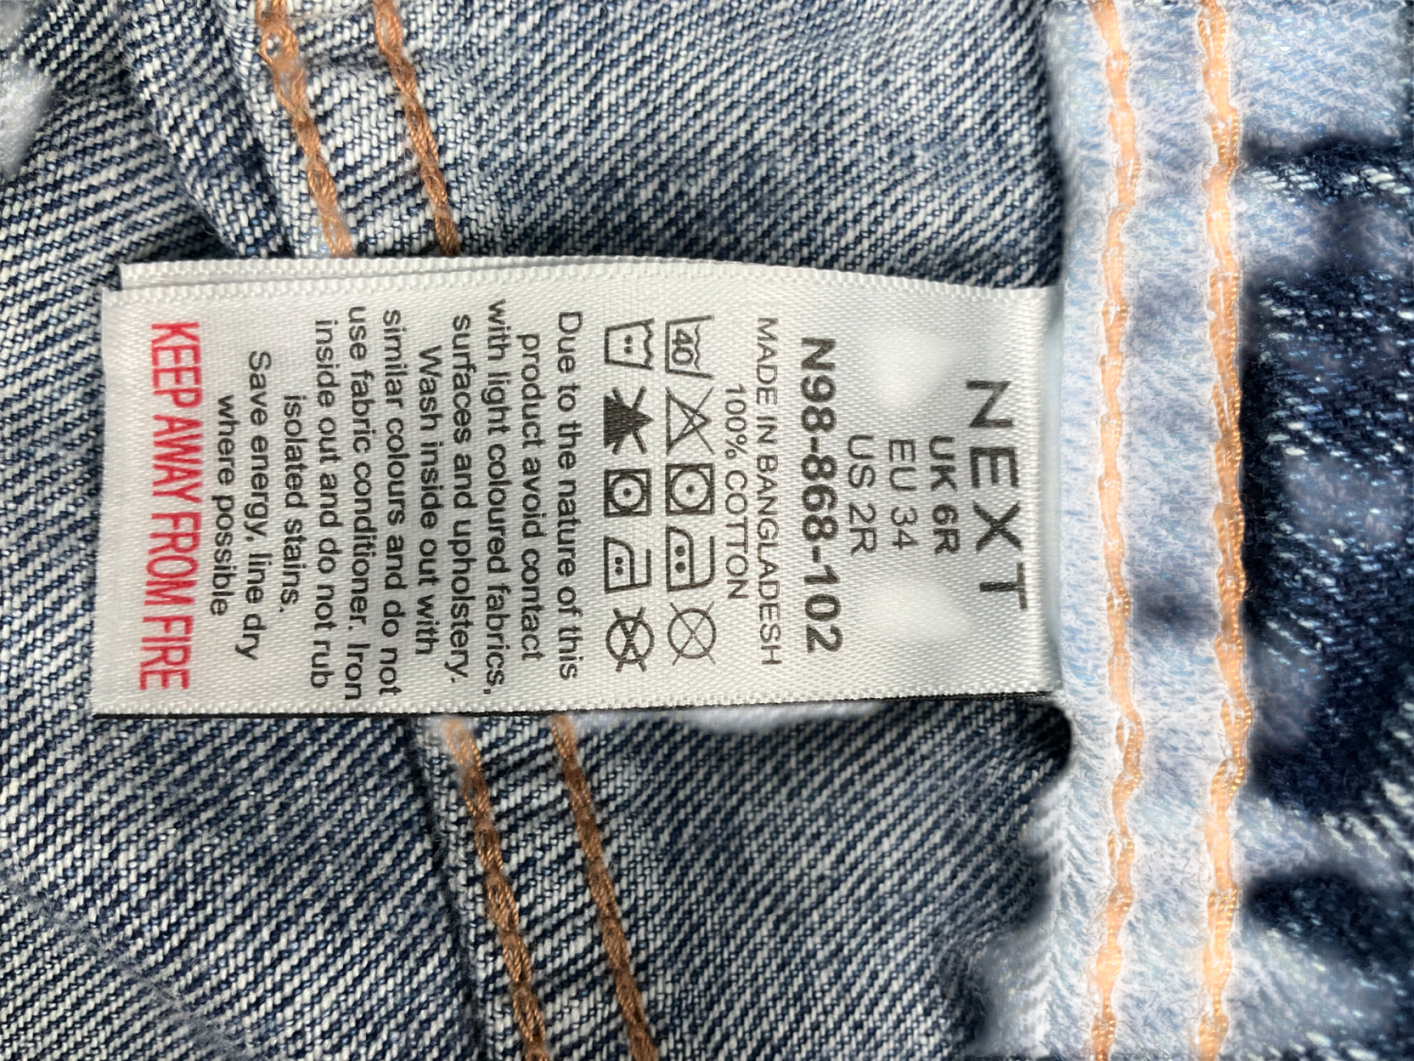 NEXT
UK 6R
EU 34
US 2R
N98-868-102
MADE IN BANGLADESH
100% COTTON
40
Due to the nature of this
product avoid contact
with light coloured fabrics,
surfaces and upholstery.
Wash inside out with
similar colours and do not
use fabric conditioner. Iron
inside out and do not rub
isolated stains.
Save energy, line dry
where possible
KEEP AWAY FROM FIRE